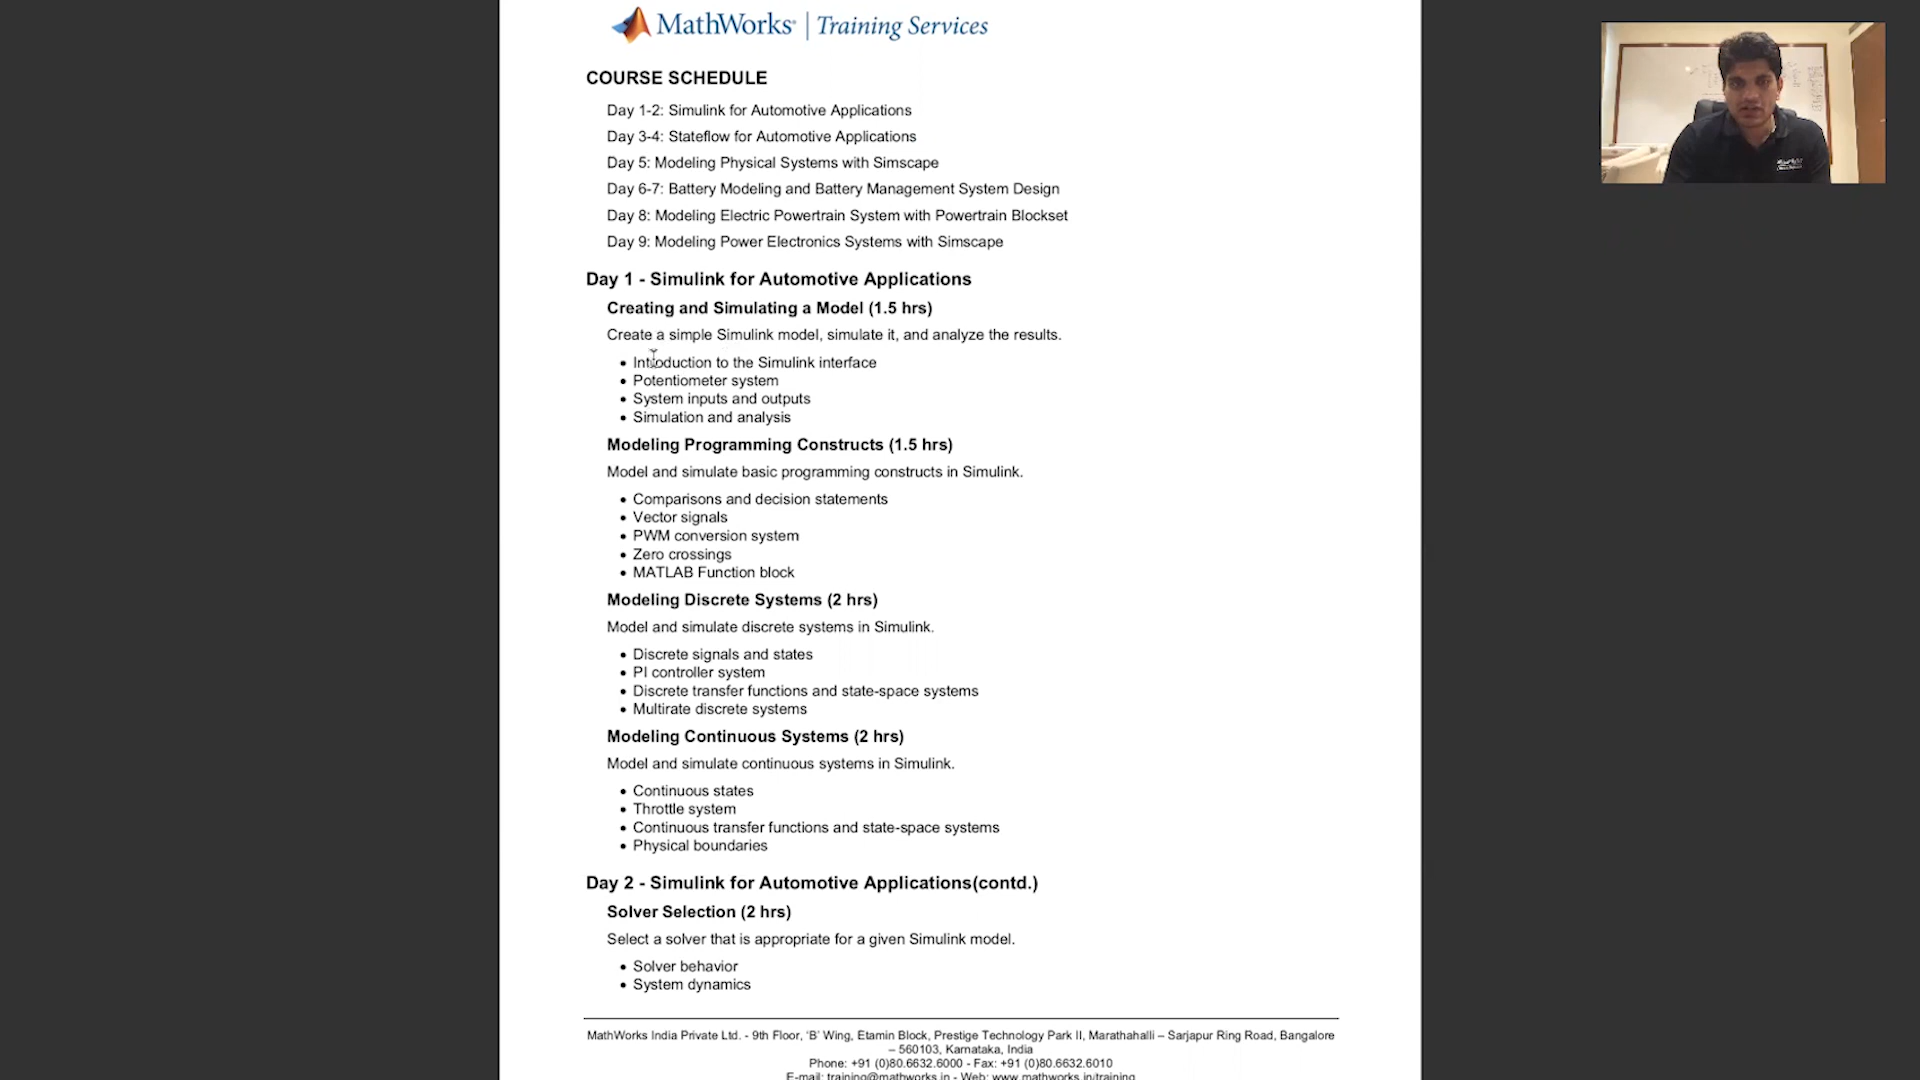 MathWorks® | Training Services
COURSE SCHEDULE
Day 1-2: Simulink for Automotive Applications
Day 3-4: Stateflow for Automotive Applications
Day 5: Modeling Physical Systems with Simscape
Day 6-7: Battery Modeling and Battery Management System Design
Day 8: Modeling Electric Powertrain System with Powertrain Blockset
Day 9: Modeling Power Electronics Systems with Simscape
Day 1 - Simulink for Automotive Applications
Creating and Simulating a Model (1.5 hrs)
Create a simple Simulink model, simulate it, and analyze the results.
• Introduction to the Simulink interface
• Potentiometer system
• System inputs and outputs
• Simulation and analysis
Modeling Programming Constructs (1.5 hrs)
Model and simulate basic programming constructs in Simulink.
• Comparisons and decision statements
• Vector signals
• PWM conversion system
• Zero crossings
• MATLAB Function block
Modeling Discrete Systems (2 hrs)
Model and simulate discrete systems in Simulink.
• Discrete signals and states
• PI controller system
• Discrete transfer functions and state-space systems
• Multirate discrete systems
Modeling Continuous Systems (2 hrs)
Model and simulate continuous systems in Simulink.
• Continuous states
• Throttle system
• Continuous transfer functions and state-space systems
• Physical boundaries
Day 2 - Simulink for Automotive Applications(contd.)
Solver Selection (2 hrs)
Select a solver that is appropriate for a given Simulink model.
• Solver behavior
• System dynamics
MathWorks India Private Ltd. - 9th Floor, ‘B’ Wing, Etamin Block, Prestige Technology Park II, Marathahalli – Sarjapur Ring Road, Bangalore
– 560103, Karnataka, India
Phone: +91 (0)80.6632.6000 - Fax: +91 (0)80.6632.6010
E-mail: training@mathworks.in - Web: www.mathworks.in/training